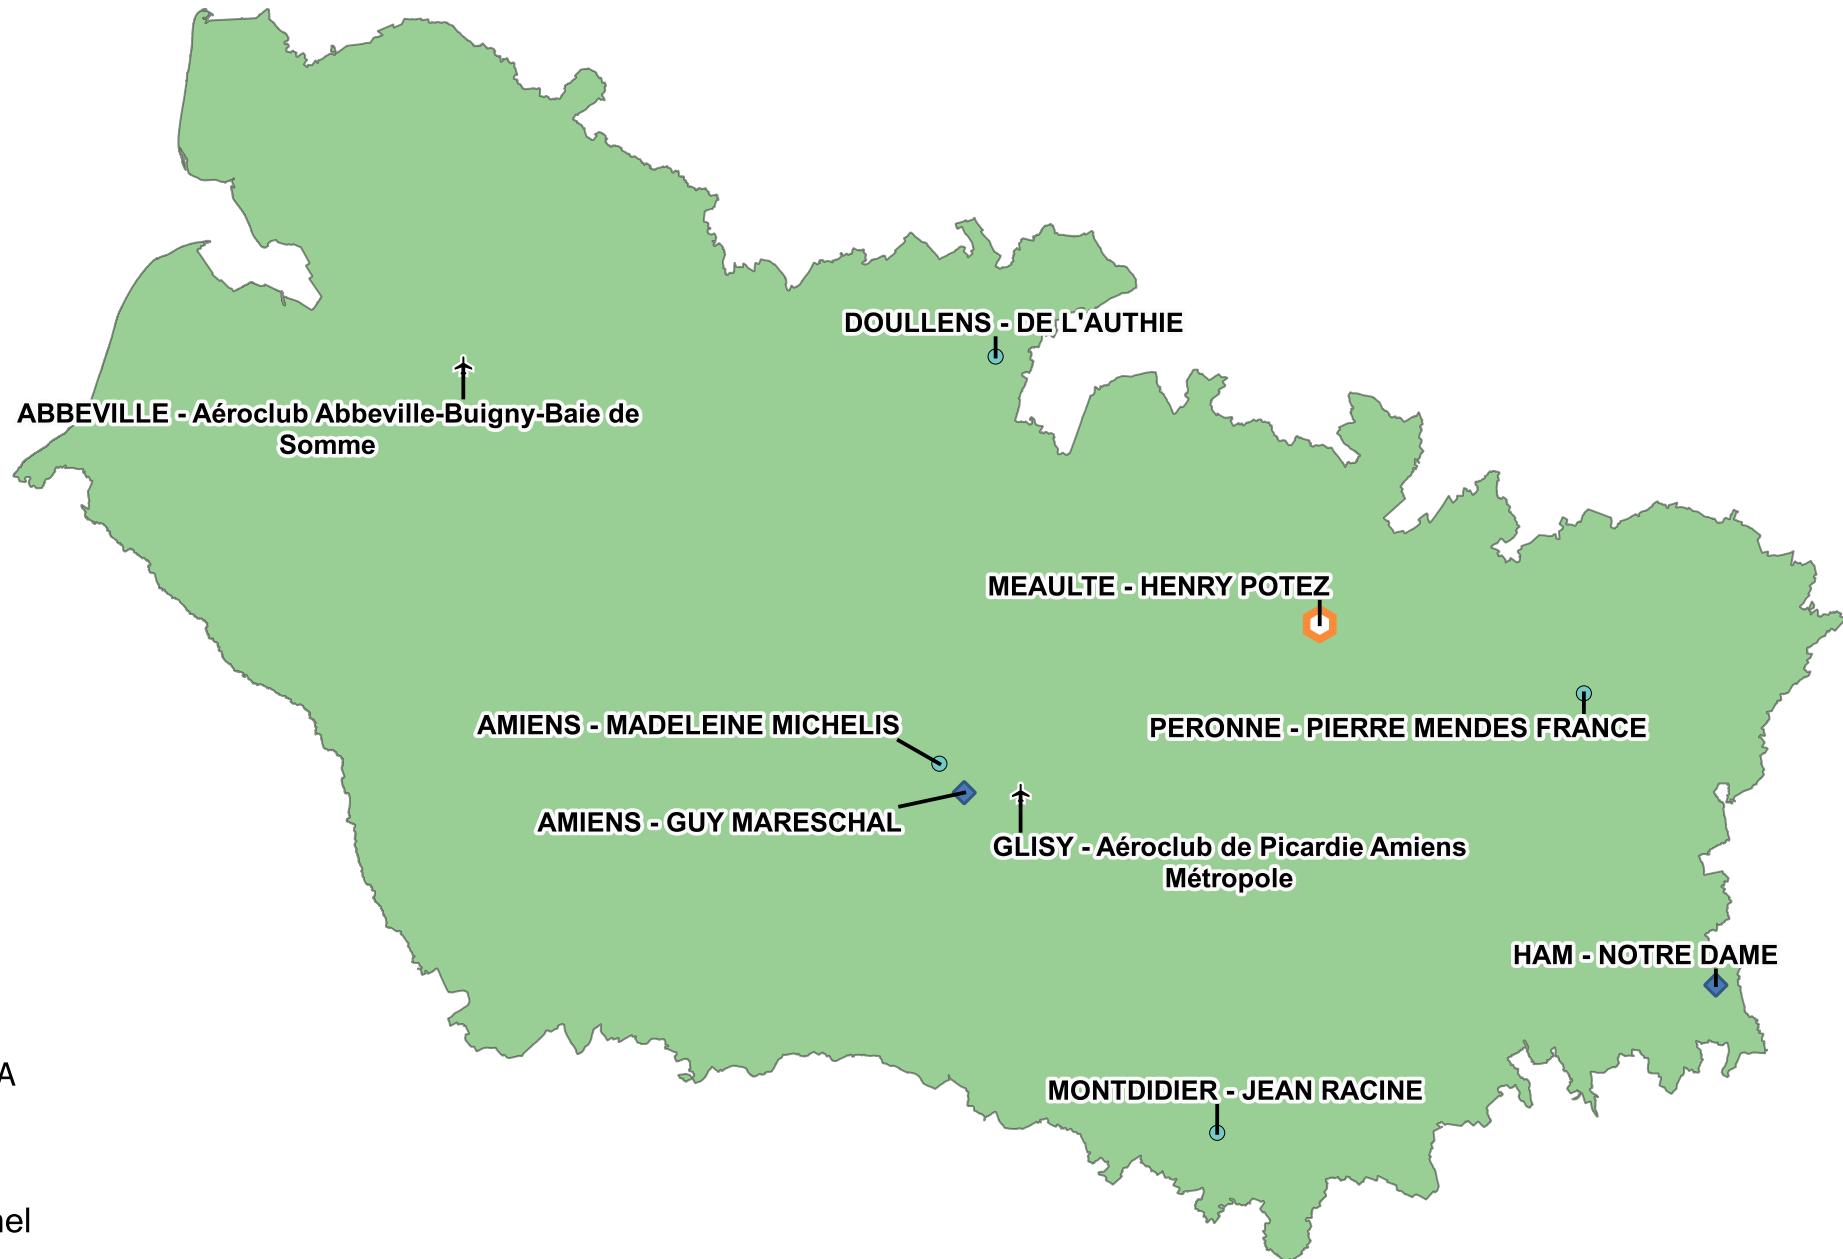 DOULLENS - DE L'AUTHIE
ABBEVILLE - Aéroclub Abbeville-Buigny-Baie de
Somme
MEAULTE - HENRY POTEZ
AMIENS - MADELEINE MICHELIS
PERONNE - PIERRE MENDES FRANCE
AMIENS - GUY MARESCHAL
GLISY - Aéroclub de Picardie Amiens
Métropole
HAM - NOTRE DAME
A
MONTDIDIER - JEAN RACINE
nel